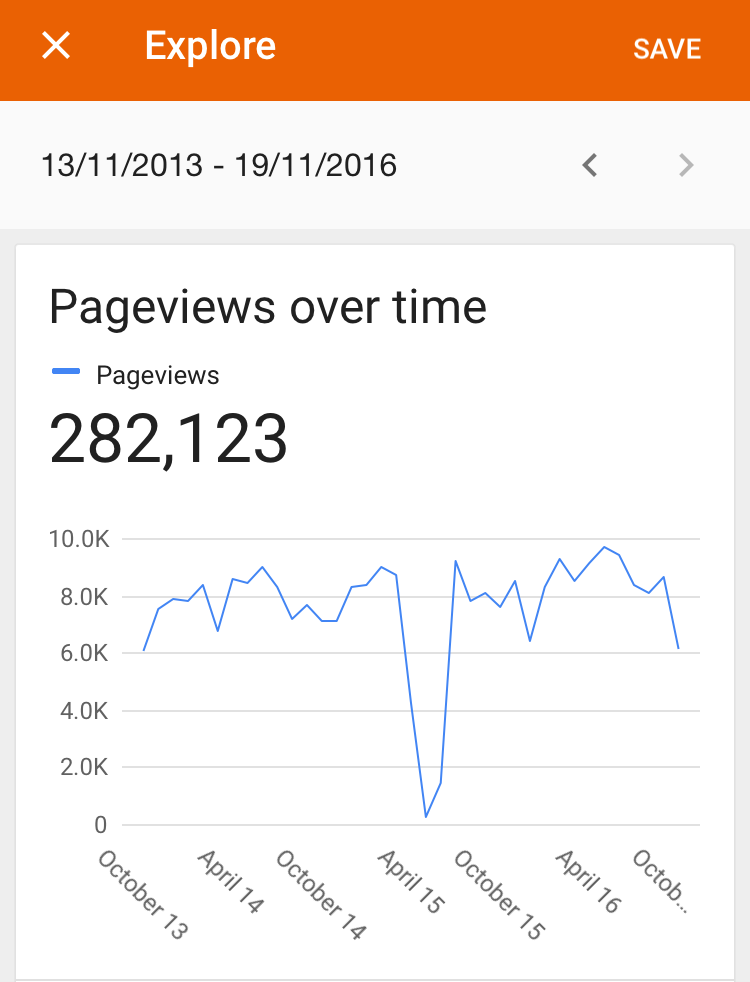 Explore
SAVE
13/11/2013 - 19/11/2016
Pageviews over time
Pageviews
282,123
10.0K
8.0K
6.0K
4.0K
2.0K
0
October 13
April 14
October 14
April 15
October 15
April 16
Octob...